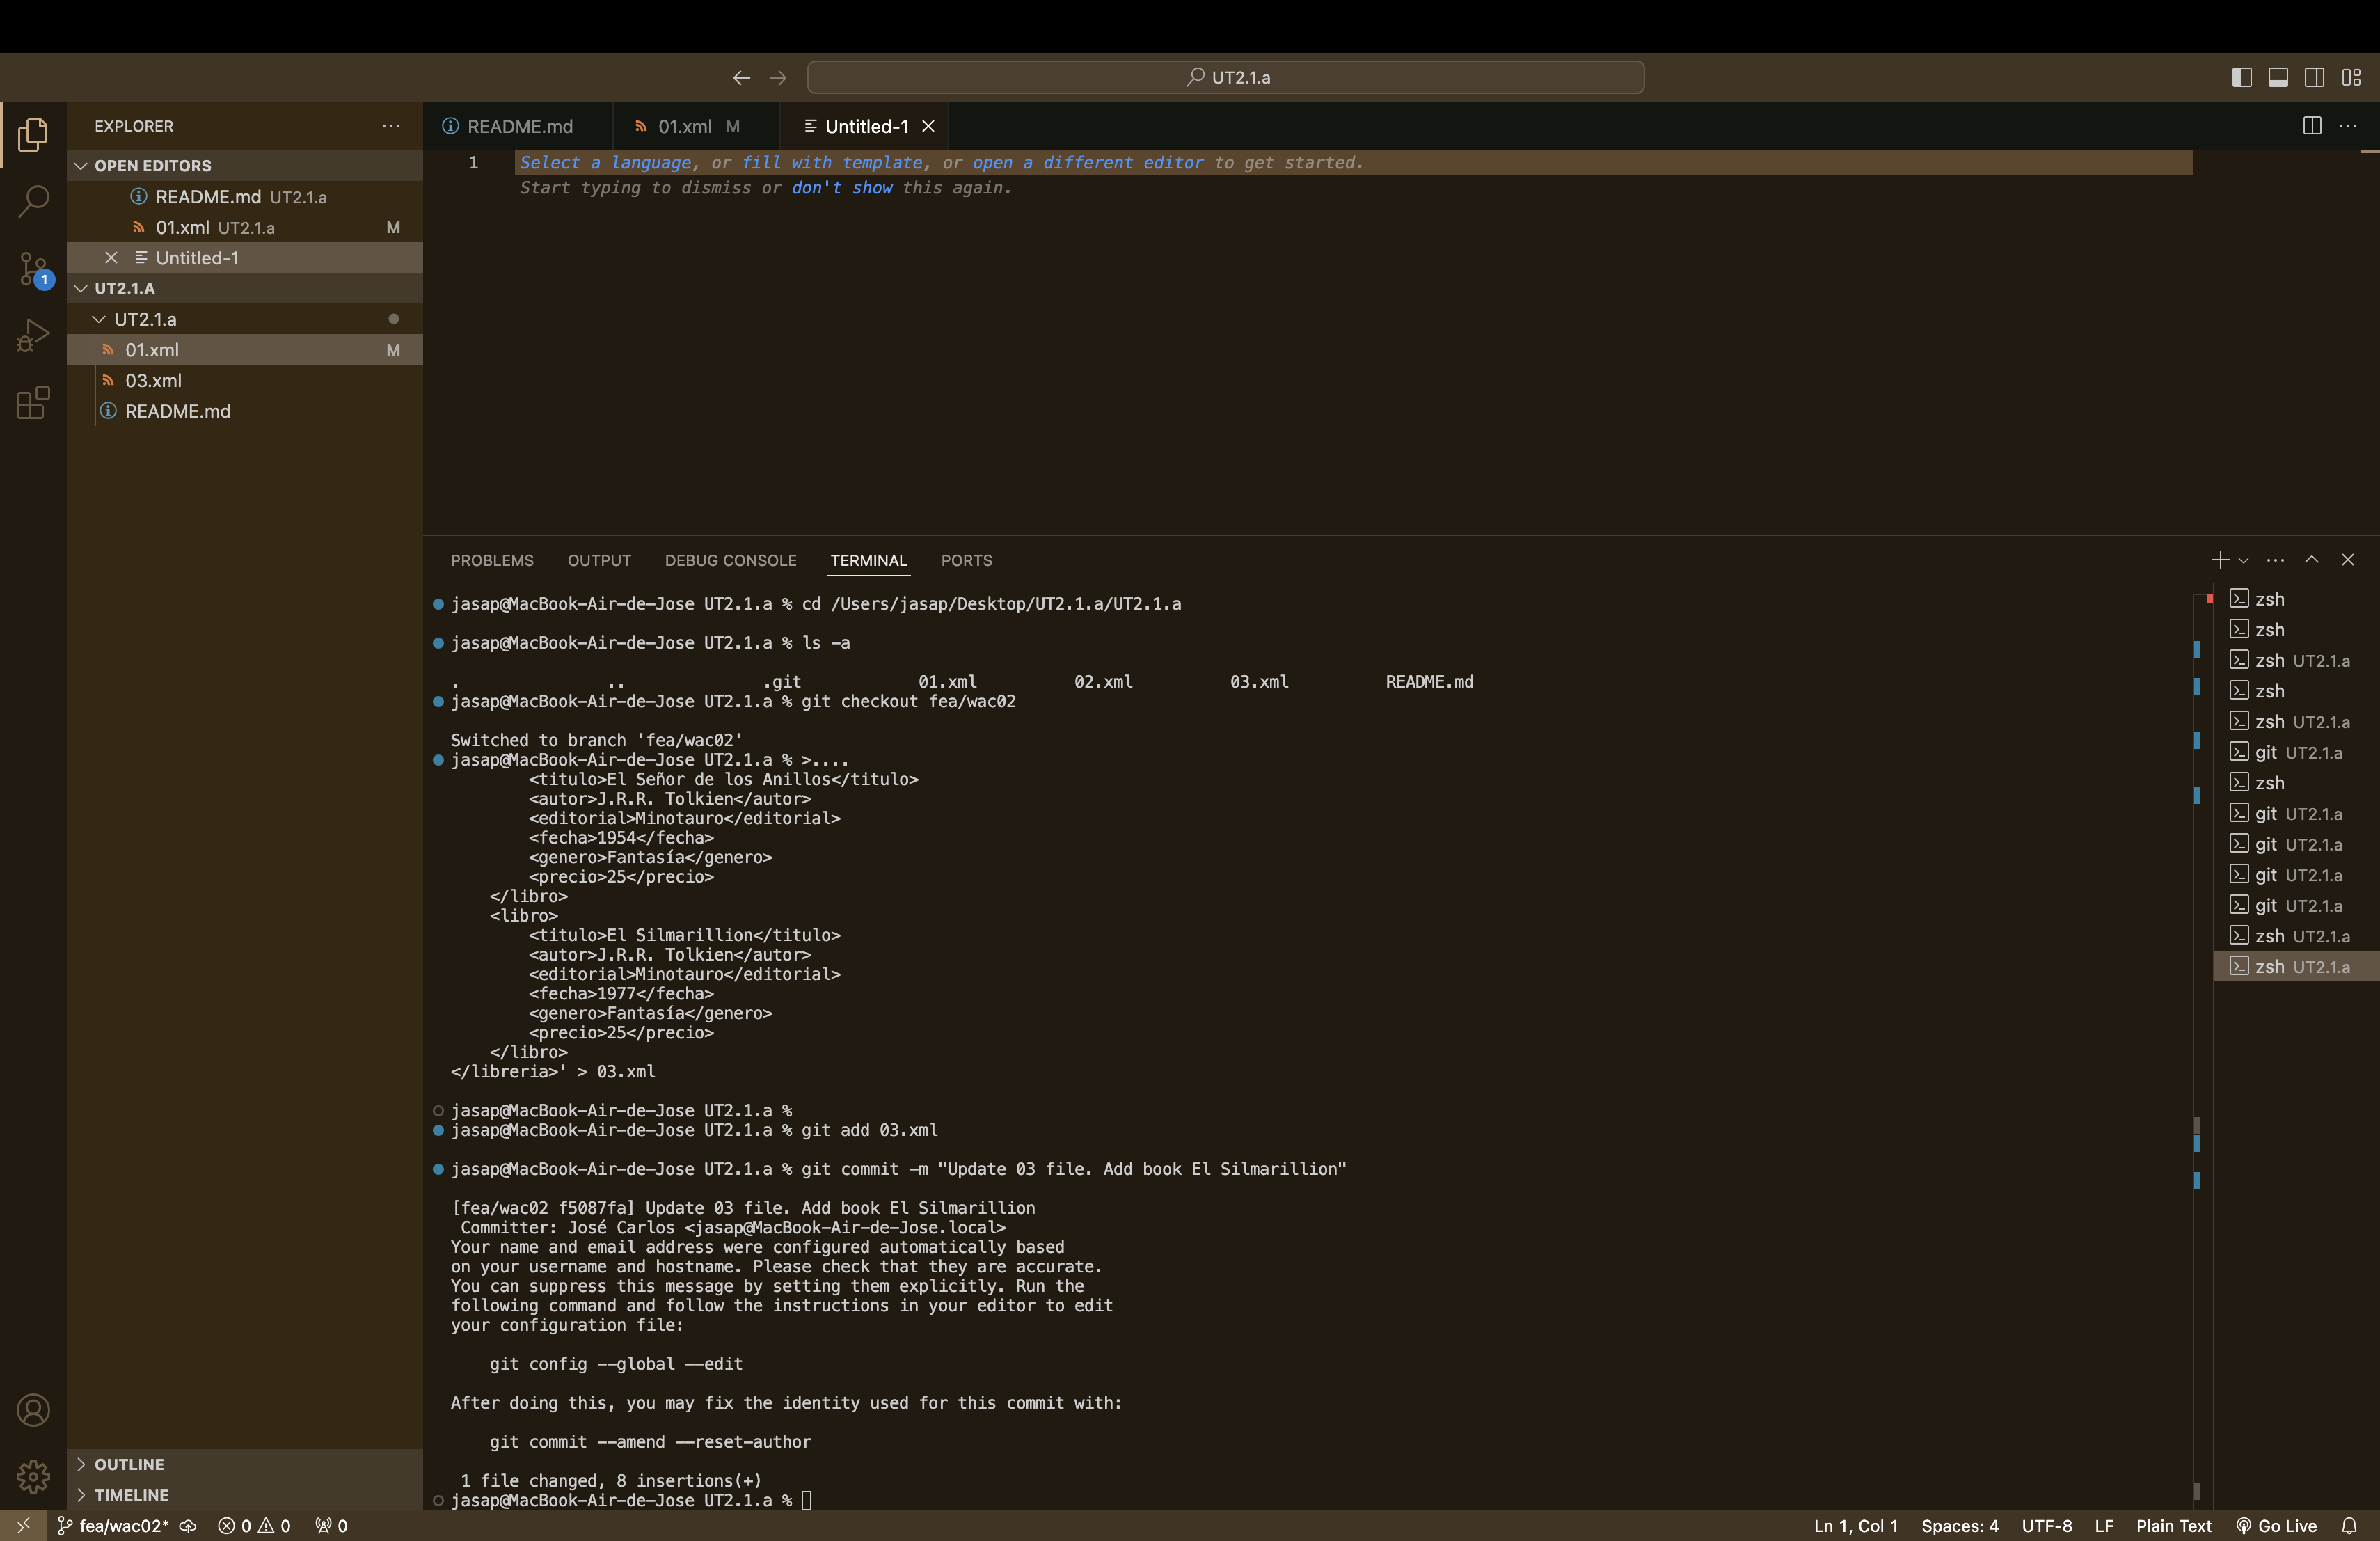 UT2.1.a
EXPLORER
OPEN EDITORS
README.md UT2.1.a
01.xml UT2.1.a M
Untitled-1
UT2.1.A
UT2.1.a
01.xml M
03.xml
README.md
OUTLINE
TIMELINE
1
README.md
01.xml M
Untitled-1
1 Select a language, or fill with template, or open a different editor to get started.
Start typing to dismiss or don't show this again.
PROBLEMS OUTPUT DEBUG CONSOLE TERMINAL PORTS
jasap@MacBook-Air-de-Jose UT2.1.a % cd /Users/jasap/Desktop/UT2.1.a/UT2.1.a
jasap@MacBook-Air-de-Jose UT2.1.a % ls -a
. .. .git 01.xml 02.xml 03.xml README.md
jasap@MacBook-Air-de-Jose UT2.1.a % git checkout fea/wac02
Switched to branch 'fea/wac02'
jasap@MacBook-Air-de-Jose UT2.1.a % >....
<titulo>El Señor de los Anillos</titulo>
<autor>J.R.R. Tolkien</autor>
<editorial>Minotauro</editorial>
<fecha>1954</fecha>
<genero>Fantasía</genero>
<precio>25</precio>
</libro>
<libro>
<titulo>El Silmarillion</titulo>
<autor>J.R.R. Tolkien</autor>
<editorial>Minotauro</editorial>
<fecha>1977</fecha>
<genero>Fantasía</genero>
<precio>25</precio>
</libro>
</libreria>' > 03.xml
jasap@MacBook-Air-de-Jose UT2.1.a %
jasap@MacBook-Air-de-Jose UT2.1.a % git add 03.xml
jasap@MacBook-Air-de-Jose UT2.1.a % git commit -m "Update 03 file. Add book El Silmarillion"
[fea/wac02 f5087fa] Update 03 file. Add book El Silmarillion
Committer: José Carlos <jasap@MacBook-Air-de-Jose.local>
Your name and email address were configured automatically based
on your username and hostname. Please check that they are accurate.
You can suppress this message by setting them explicitly. Run the
following command and follow the instructions in your editor to edit
your configuration file:
git config --global --edit
After doing this, you may fix the identity used for this commit with:
git commit --amend --reset-author
1 file changed, 8 insertions(+)
jasap@MacBook-Air-de-Jose UT2.1.a %
zsh
zsh
zsh UT2.1.a
zsh
zsh UT2.1.a
git UT2.1.a
zsh
git UT2.1.a
git UT2.1.a
git UT2.1.a
git UT2.1.a
zsh UT2.1.a
zsh UT2.1.a
fea/wac02* 0 0 0 Ln 1, Col 1 Spaces: 4 UTF-8 LF Plain Text Go Live